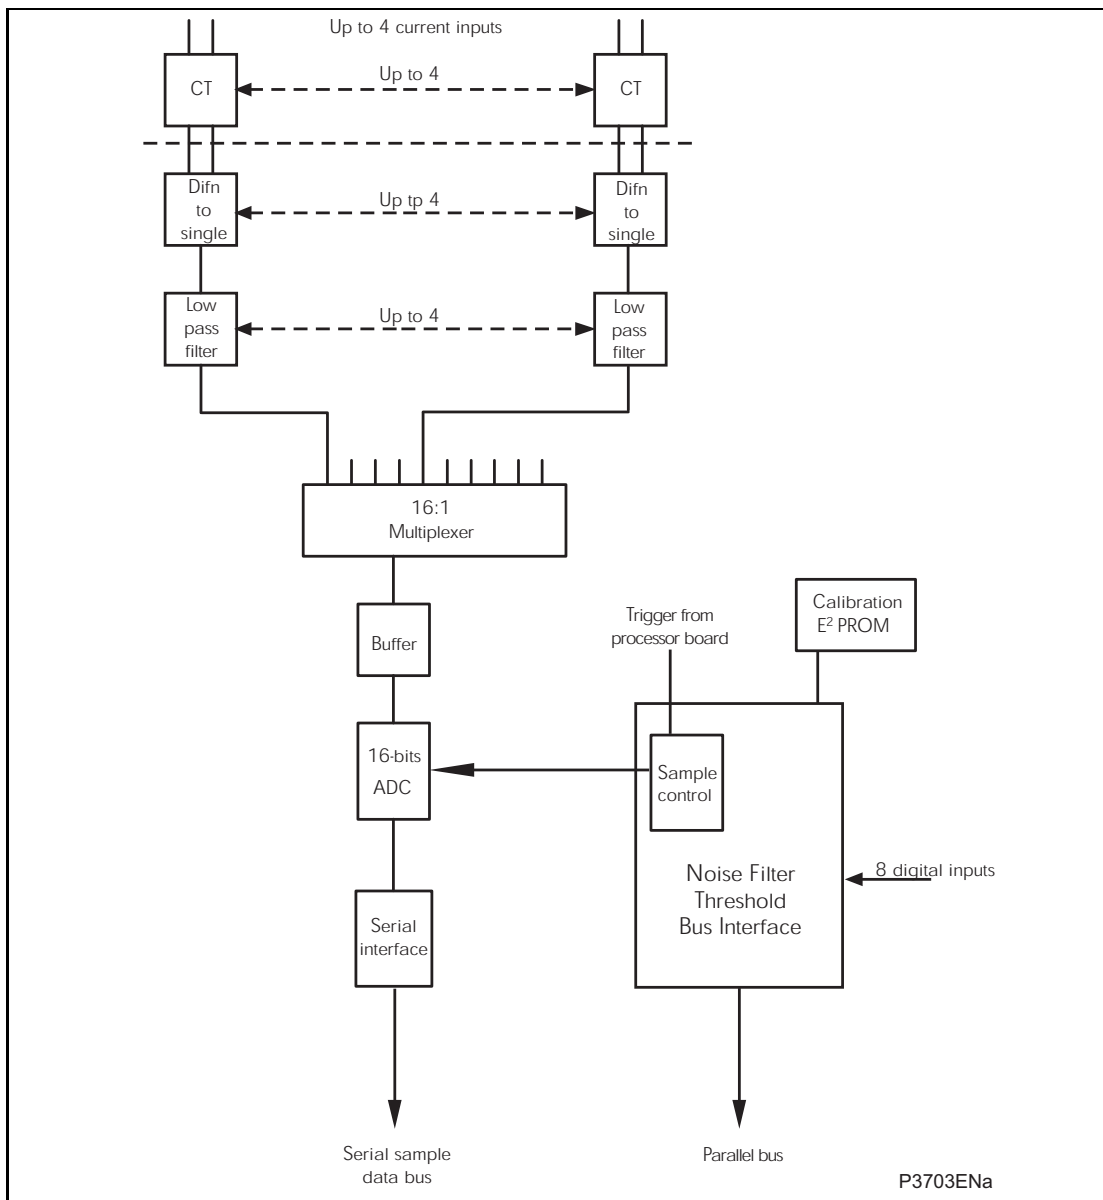 Up to 4 current inputs
CT
Up to 4
CT
Difn
to
single
Up tp 4
Difn
to
single
Low
pass
filter
Up to 4
Low
pass
filter
16:1
Multiplexer
Buffer
Trigger from
processor board
Calibration
E² PROM
16-bits
ADC
Sample
control
8 digital inputs
Noise Filter
Threshold
Bus Interface
Serial
interface
Serial sample
data bus
Parallel bus
P3703ENa